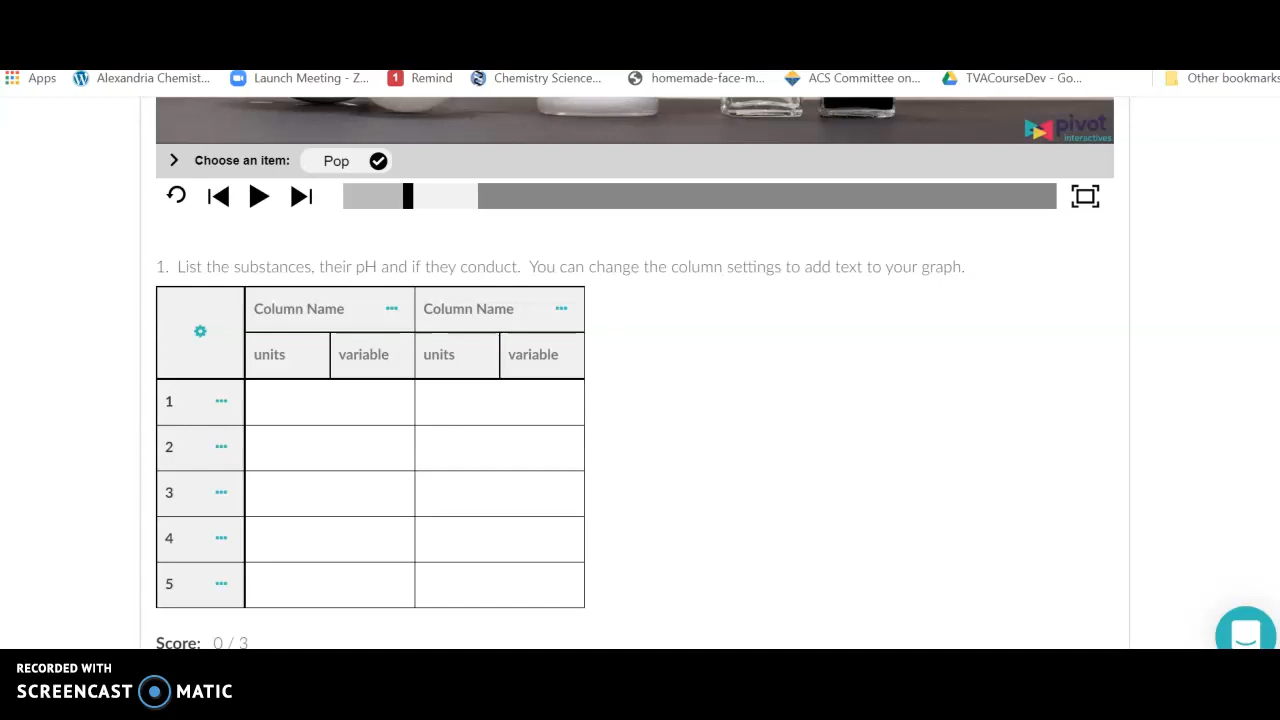 Apps Alexandria Chemist... Launch Meeting - Z... 1 Remind Chemistry Science... homemade-face-m... ACS Committee on... TVACourseDev - Go... Other bookmarks
pivot
interactives
Choose an item: Pop
1. List the substances, their pH and if they conduct. You can change the column settings to add text to your graph.
Column Name ••• Column Name •••
units variable units variable
1 •••
2 •••
3 •••
4 •••
5 •••
Score: 0 / 3
RECORDED WITH
SCREENCAST MATIC